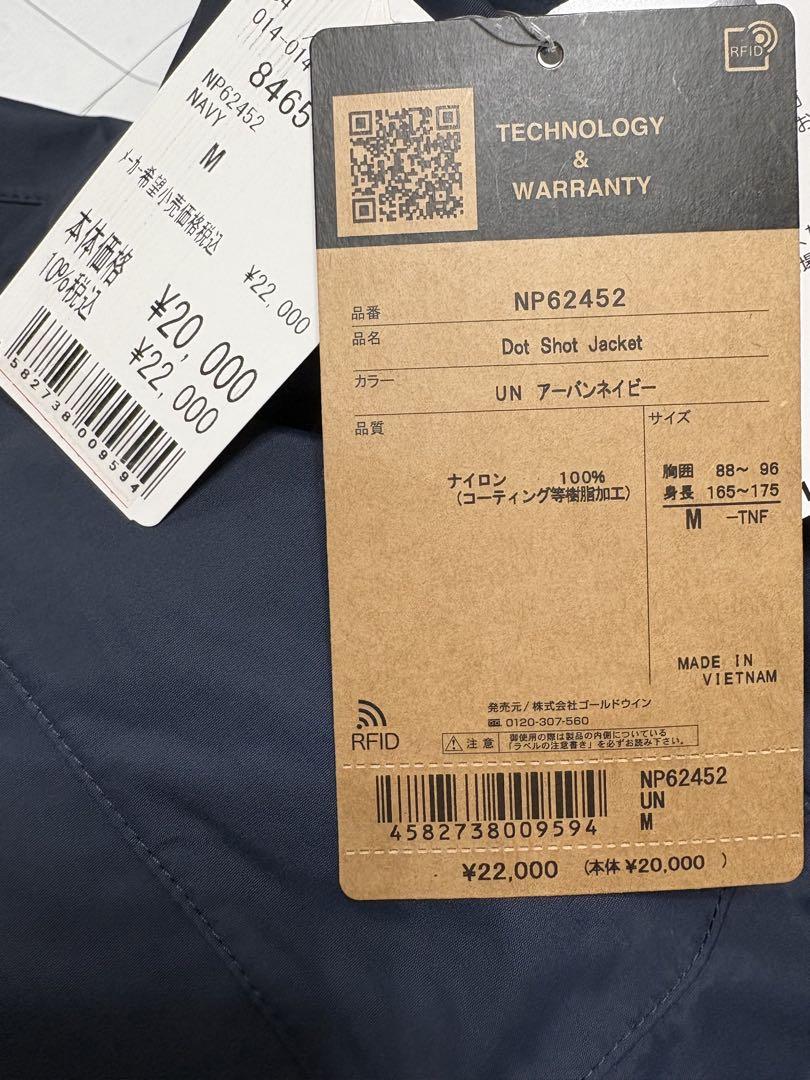 014-014
8465
NP62452
NAVY
M
メーカー希望小売価格税込
¥22,000
本体価格
¥20,000
10%税込
¥22,000
582738009594
RFID
TECHNOLOGY
&
WARRANTY
品番 NP62452
品名 Dot Shot Jacket
カラー UN アーバンネイビー
品質
サイズ
ナイロン 100%
(コーティング等樹脂加工)
胸囲 88〜 96
身長 165〜175
M -TNF
MADE IN
VIETNAM
RFID
発売元/株式会社ゴールドウイン
0120-307-560
注意
御使用の際は製品の内側についている
「ラベルの注意書き」を必ずお読み下さい。
4582738009594
NP62452
UN
M
¥22,000 (本体 ¥20,000 )